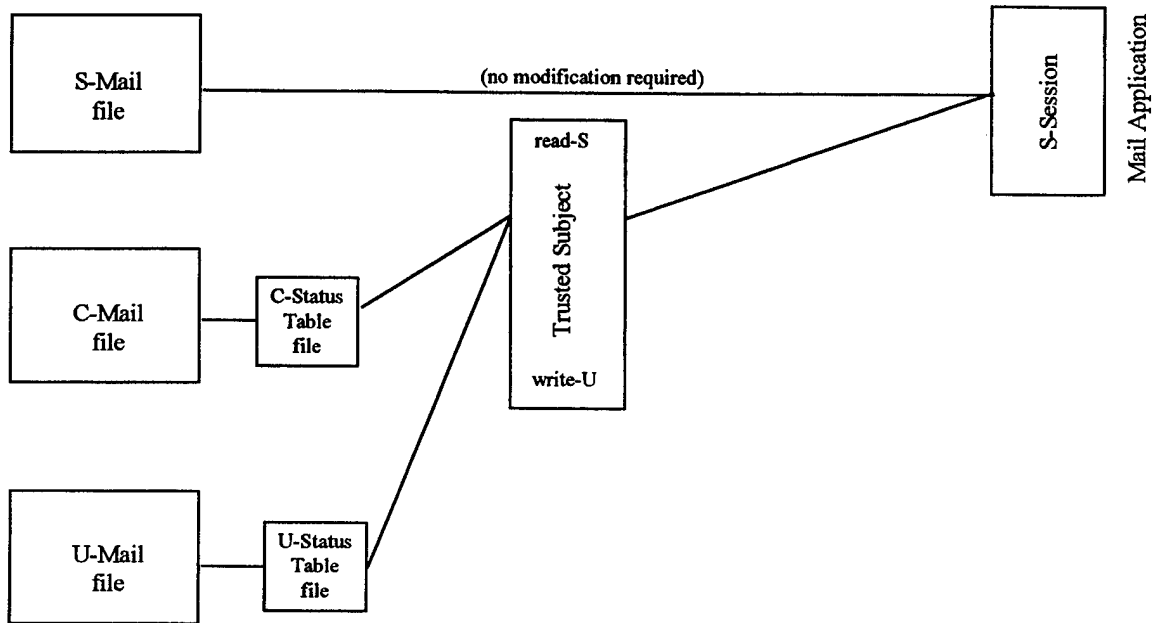 S-Mail
file
(no modification required)
S-Session
Mail Application
read-S
Trusted Subject
write-U
C-Mail
file
C-Status
Table
file
U-Mail
file
U-Status
Table
file